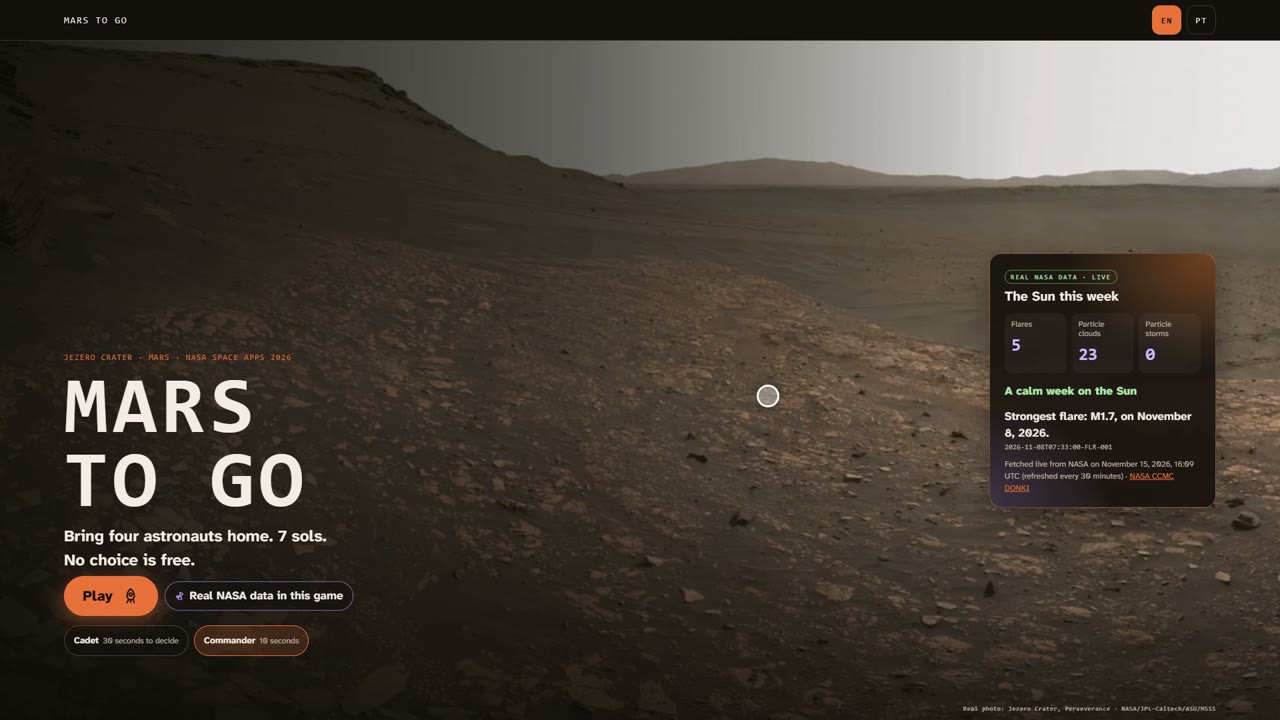 MARS TO GO
EN
PT
REAL NASA DATA · LIVE
The Sun this week
Flares
5
Particle
clouds
23
Particle
storms
0
A calm week on the Sun
Strongest flare: M1.7, on November
8, 2026.
2026-11-08T07:33:00-FLR-001
Fetched live from NASA on November 15, 2026, 16:09
UTC (refreshed every 30 minutes) · NASA CCMC
DONKI
JEZERO CRATER · MARS · NASA SPACE APPS 2026
MARS
TO GO
Bring four astronauts home. 7 sols.
No choice is free.
Play
Real NASA data in this game
Cadet 30 seconds to decide
Commander 10 seconds
Real photo: Jezero Crater, Perseverance · NASA/JPL-Caltech/ASU/MSSS